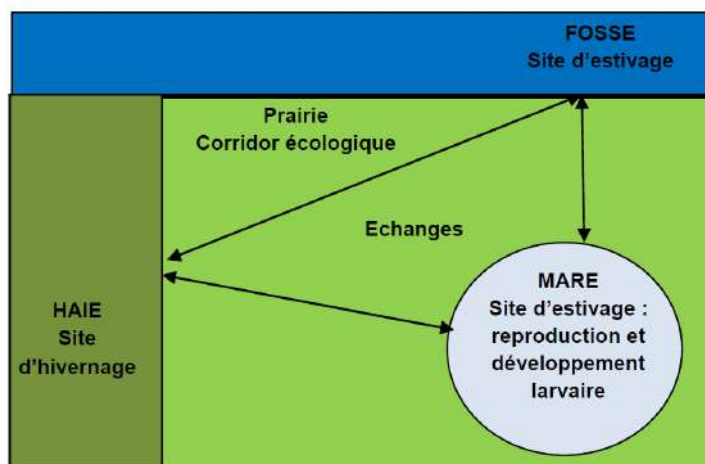 FOSSE
Site d'estivage
Prairie
Corridor écologique
Echanges
HAIE
Site
d'hivernage
MARE
Site d'estivage :
reproduction et
développement
larvaire